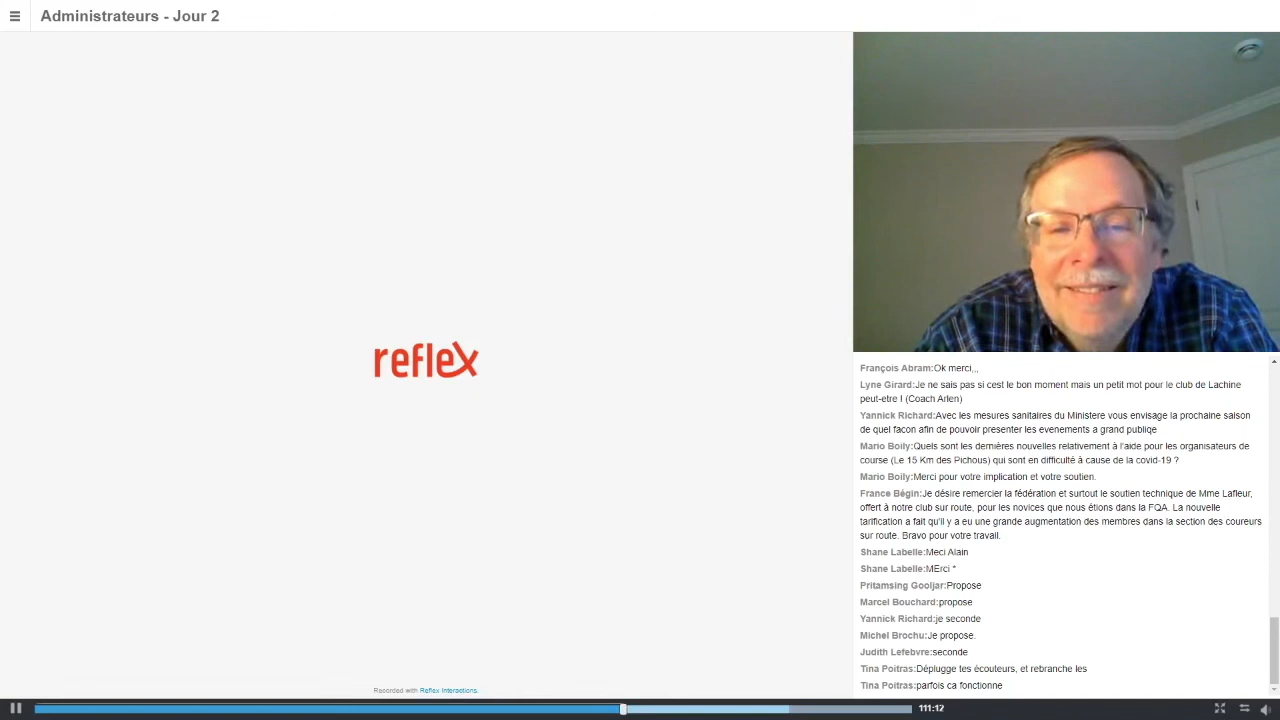 Administrateurs - Jour 2
reflex
François Abram:Ok merci,,,
Lyne Girard:Je ne sais pas si cest le bon moment mais un petit mot pour le club de Lachine
peut-etre ! (Coach Arlen)
Yannick Richard:Avec les mesures sanitaires du Ministere vous envisage la prochaine saison
de quel facon afin de pouvoir presenter les evenements a grand publiqe
Mario Boily:Quels sont les dernières nouvelles relativement à l'aide pour les organisateurs de
course (Le 15 Km des Pichous) qui sont en difficulté à cause de la covid-19 ?
Mario Boily:Merci pour votre implication et votre soutien.
France Bégin:Je désire remercier la fédération et surtout le soutien technique de Mme Lafleur,
offert à notre club sur route, pour les novices que nous étions dans la FQA. La nouvelle
tarification a fait qu'il y a eu une grande augmentation des membres dans la section des coureurs
sur route. Bravo pour votre travail.
Shane Labelle:Meci Alain
Shane Labelle:MErci *
Pritamsing Gooljar:Propose
Marcel Bouchard:propose
Yannick Richard:je seconde
Michel Brochu:Je propose.
Judith Lefebvre:seconde
Tina Poitras:Déplugge tes écouteurs, et rebranche les
Tina Poitras:parfois ca fonctionne
Recorded with Reflex Interactions.
111:12